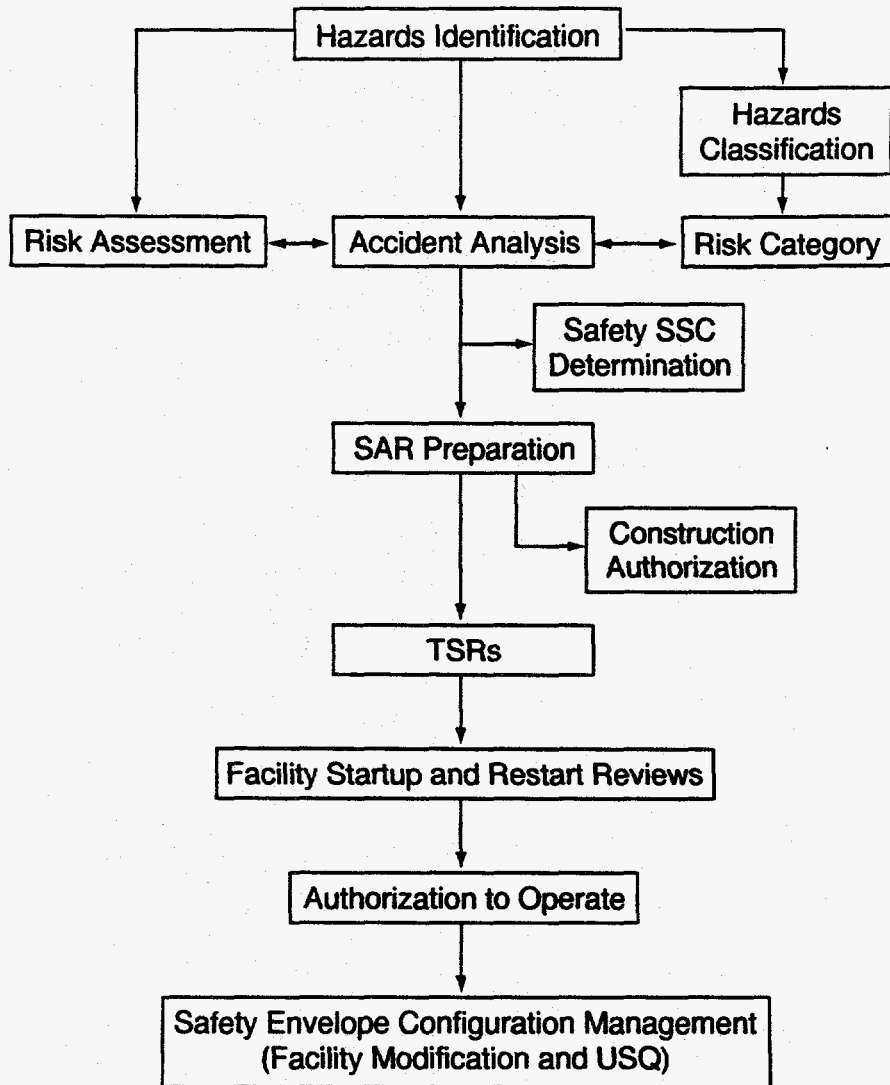 Hazards Identification
Hazards
Classification
Risk Assessment
Accident Analysis
Risk Category
Safety SSC
Determination
SAR Preparation
Construction
Authorization
TSRs
Facility Startup and Restart Reviews
Authorization to Operate
Safety Envelope Configuration Management
(Facility Modification and USQ)